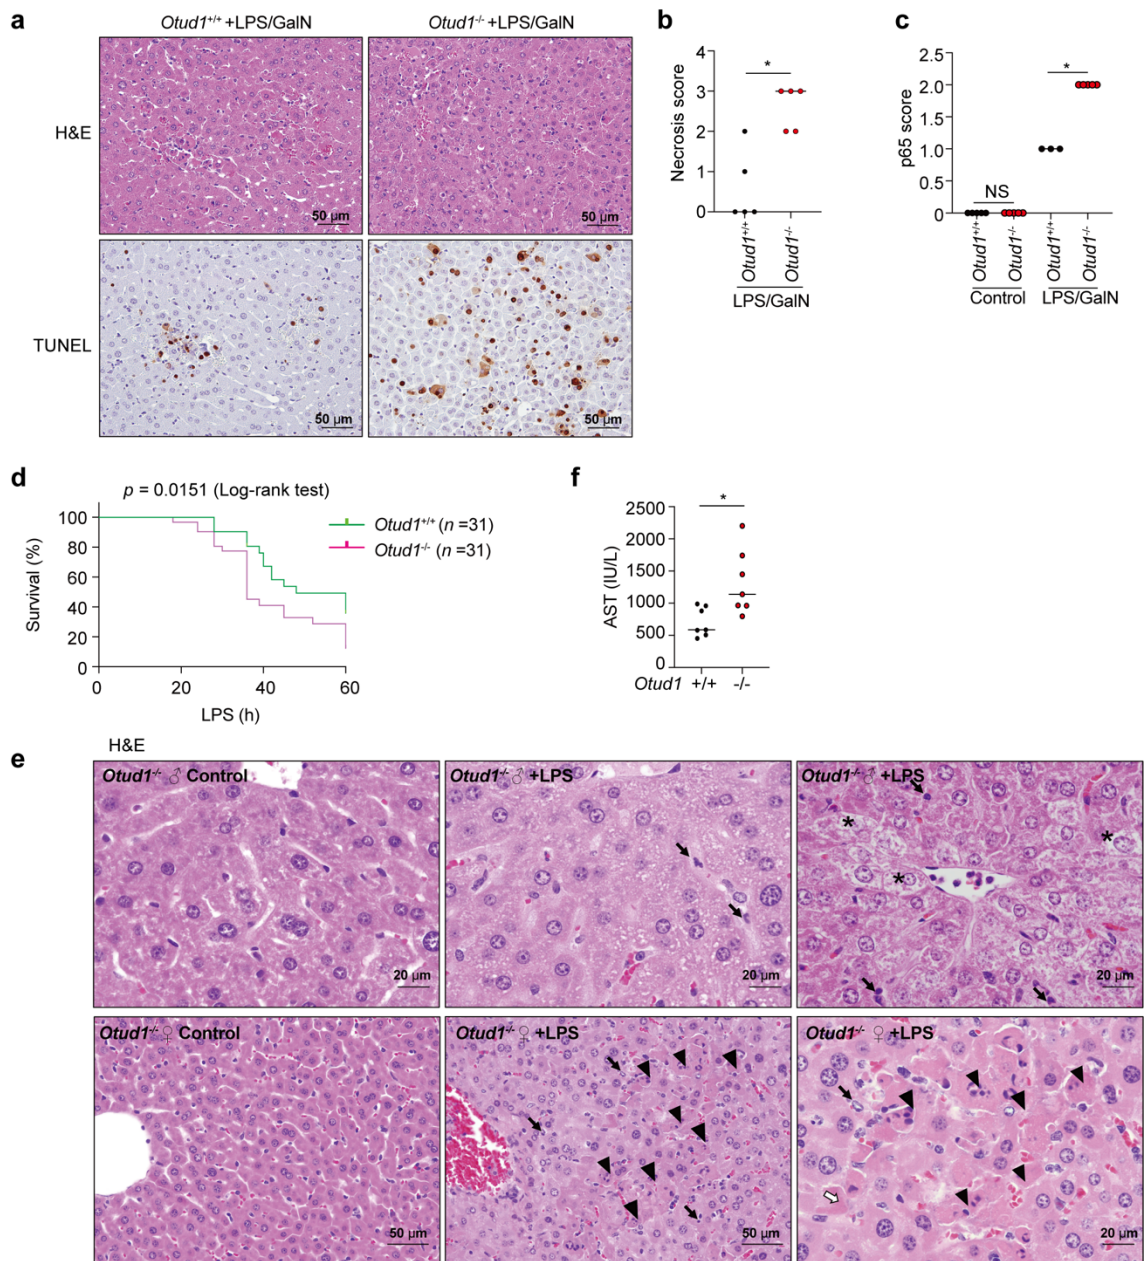 a
Otud1+/+ +LPS/GalN
Otud1-/- +LPS/GalN
H&E
50 µm
50 µm
TUNEL
50 µm
50 µm
b
Necrosis score
4
3
2
1
0
*
Otud1+/+
Otud1-/-
LPS/GalN
c
p65 score
2.5
2.0
1.5
1.0
0.5
0
NS
*
Otud1+/+
Otud1-/-
Otud1+/+
Otud1-/-
Control
LPS/GalN
d
p = 0.0151 (Log-rank test)
Survival (%)
100
80
60
40
20
0
0
20
40
60
LPS (h)
Otud1+/+ (n =31)
Otud1-/- (n =31)
f
AST (IU/L)
2500
2000
1500
1000
500
0
*
Otud1 +/+ -/-
e
H&E
Otud1-/- ♂ Control
20 µm
Otud1-/- ♂ +LPS
20 µm
Otud1-/- ♂ +LPS
*
*
*
20 µm
Otud1-/- ♀ Control
50 µm
Otud1-/- ♀ +LPS
50 µm
Otud1-/- ♀ +LPS
20 µm